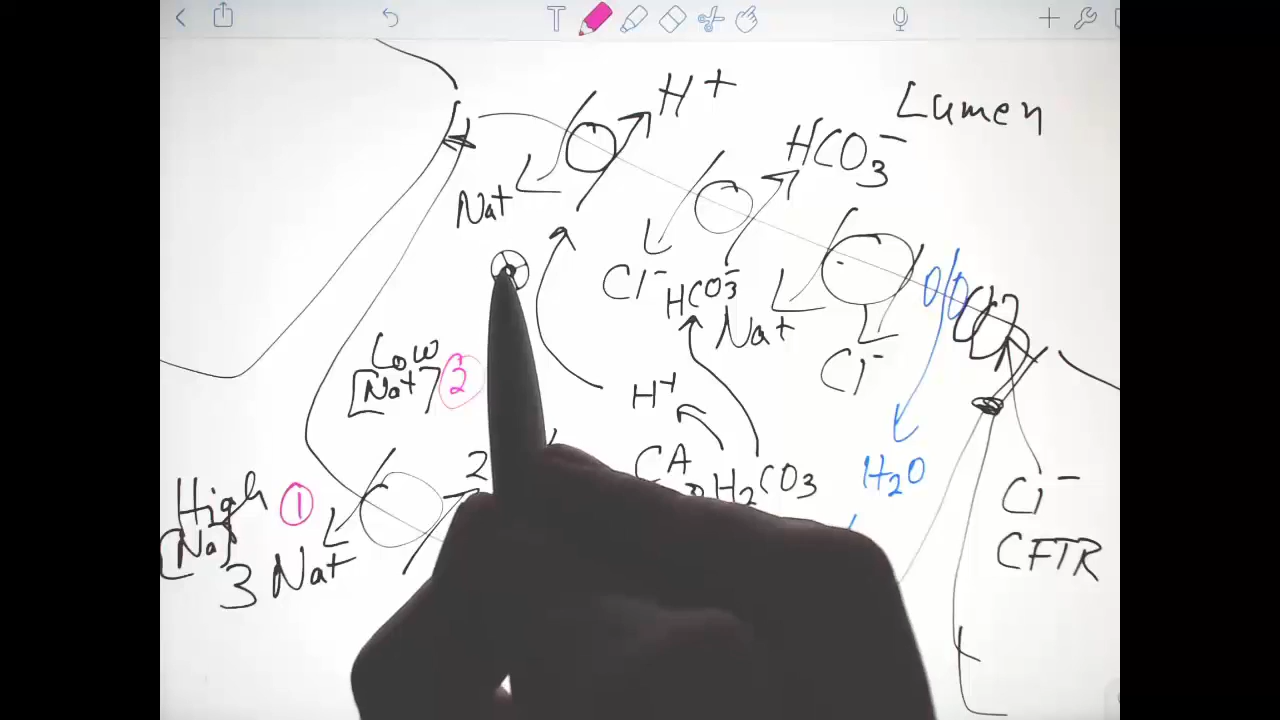 T
H+
Lumen
HCO3-
Na+
Cl-
HCO3-
Na+
Cl-
Low
[Na+] 2
H+
CA
H2CO3
H2O
2
High 1
[Na]
3 Na+
Cl-
CFTR